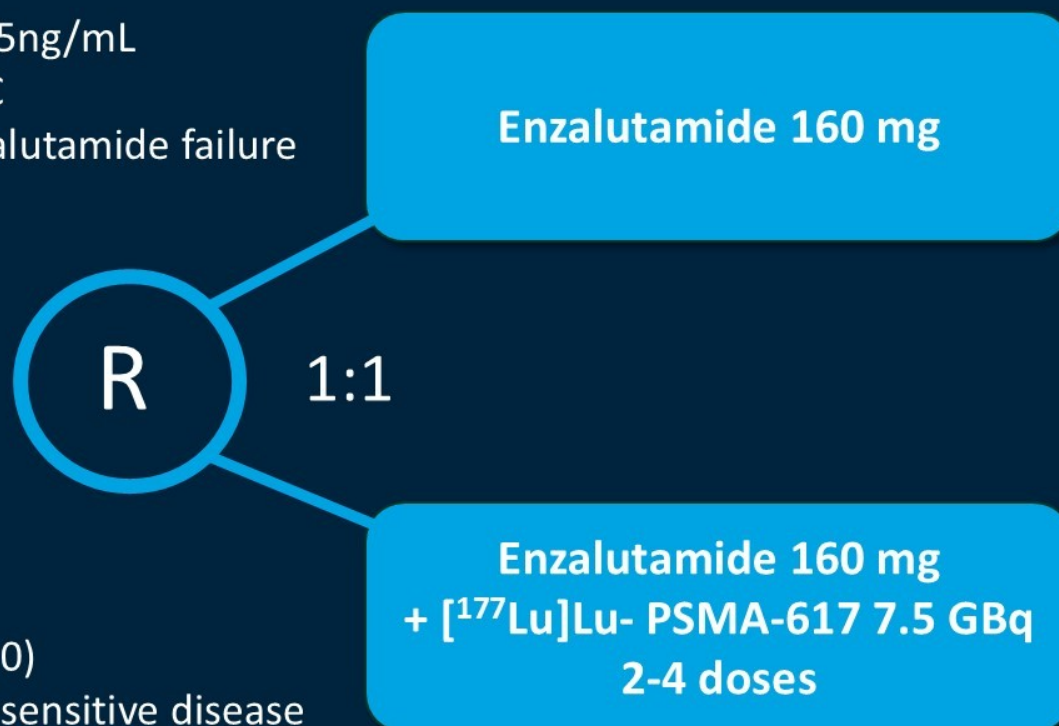 5ng/mL
alutamide failure
Enzalutamide 160 mg
R
1:1
Enzalutamide 160 mg
+ [¹⁷⁷Lu]Lu- PSMA-617 7.5 GBq
2-4 doses
0)
sensitive disease